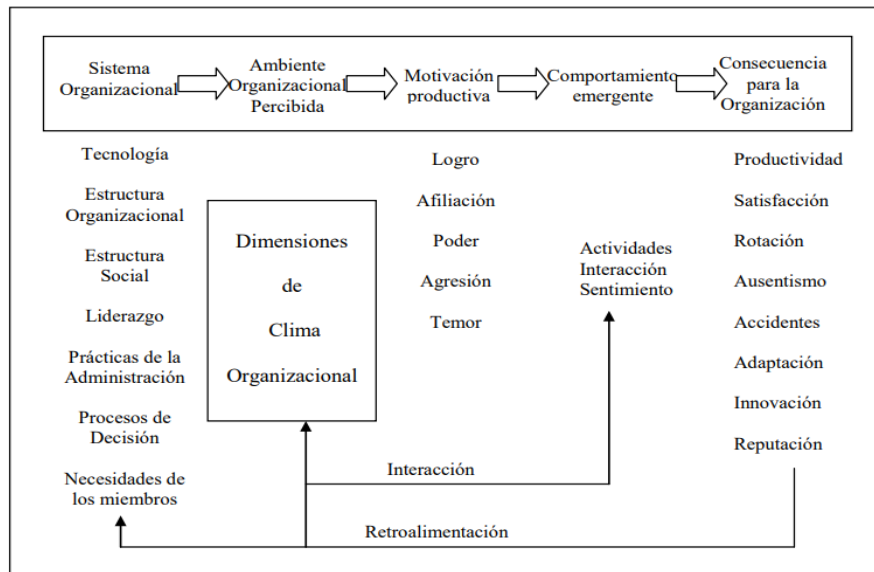 Sistema
Organizacional
Ambiente
Organizacional
Percibida
Motivación
productiva
Comportamiento
emergente
Consecuencia
para la
Organización
Tecnología
Estructura
Organizacional
Estructura
Social
Liderazgo
Prácticas de la
Administración
Procesos de
Decisión
Necesidades de
los miembros
Dimensiones
de
Clima
Organizacional
Logro
Afiliación
Poder
Agresión
Temor
Actividades
Interacción
Sentimiento
Productividad
Satisfacción
Rotación
Ausentismo
Accidentes
Adaptación
Innovación
Reputación
Interacción
Retroalimentación